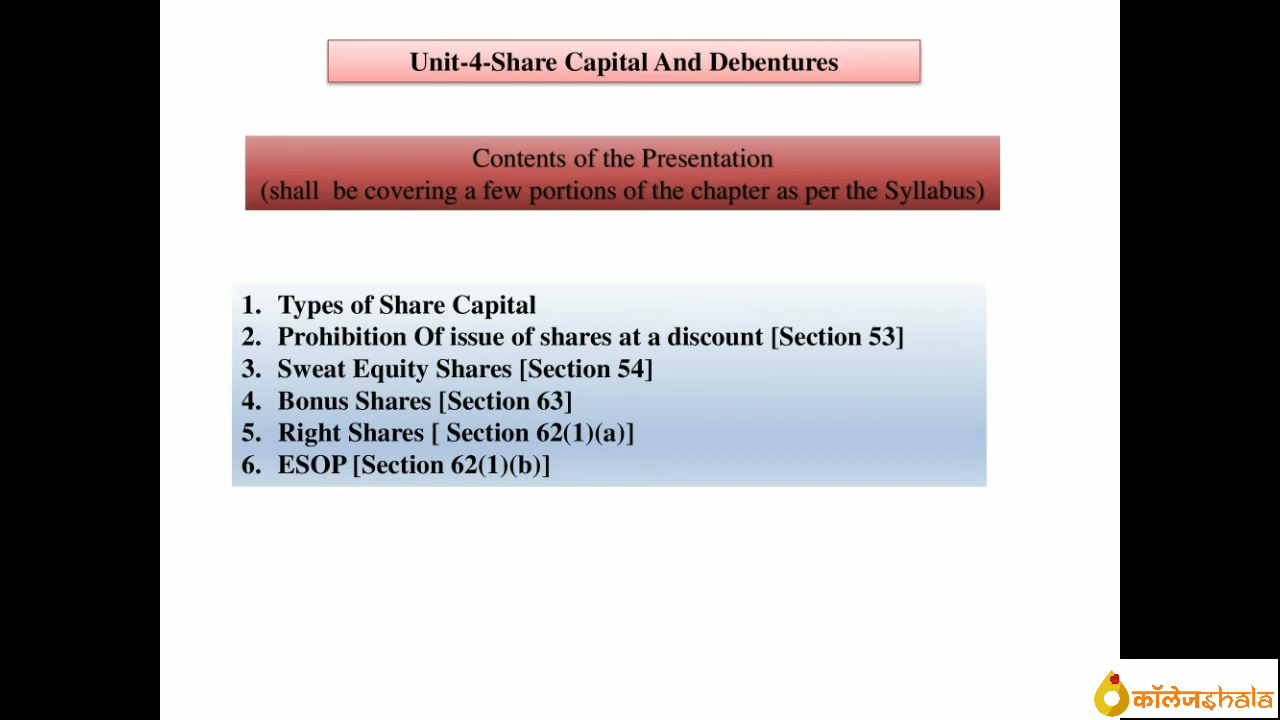 Unit-4-Share Capital And Debentures
Contents of the Presentation
(shall be covering a few portions of the chapter as per the Syllabus)
1. Types of Share Capital
2. Prohibition Of issue of shares at a discount [Section 53]
3. Sweat Equity Shares [Section 54]
4. Bonus Shares [Section 63]
5. Right Shares [ Section 62(1)(a)]
6. ESOP [Section 62(1)(b)]
कॉलेजshala